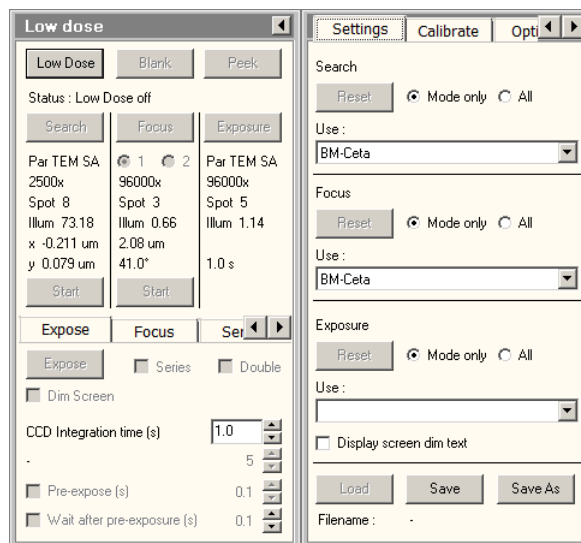 Low dose
Low Dose Blank Peek
Status : Low Dose off
Search Focus Exposure
Par TEM SA 1 2 Par TEM SA
2500x 96000x 96000x
Spot 8 Spot 3 Spot 5
Illum 73.18 Illum 0.66 Illum 1.14
x -0.211 um 2.08 um
y 0.079 um 41.0° 1.0 s
Start Start
Expose Focus Ser
Expose Series Double
Dim Screen
CCD Integration time (s) 1.0
- 5
Pre-expose (s) 0.1
Wait after pre-exposure (s) 0.1
Settings Calibrate Opti
Search
Reset Mode only All
Use :
BM-Ceta
Focus
Reset Mode only All
Use :
BM-Ceta
Exposure
Reset Mode only All
Use :
Display screen dim text
Load Save Save As
Filename : -